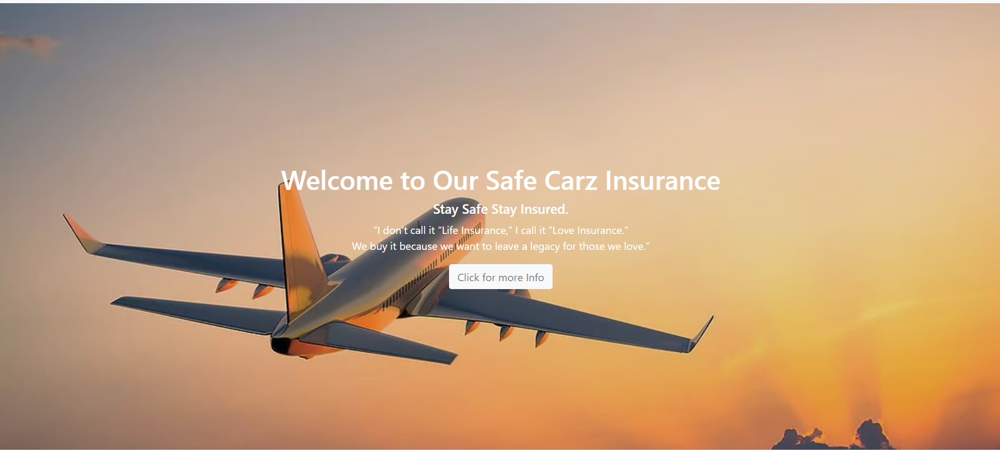 Welcome to Our Safe Carz Insurance
Stay Safe Stay Insured.
“I don’t call it “Life Insurance,” I call it “Love Insurance.”
We buy it because we want to leave a legacy for those we love.”
Click for more Info